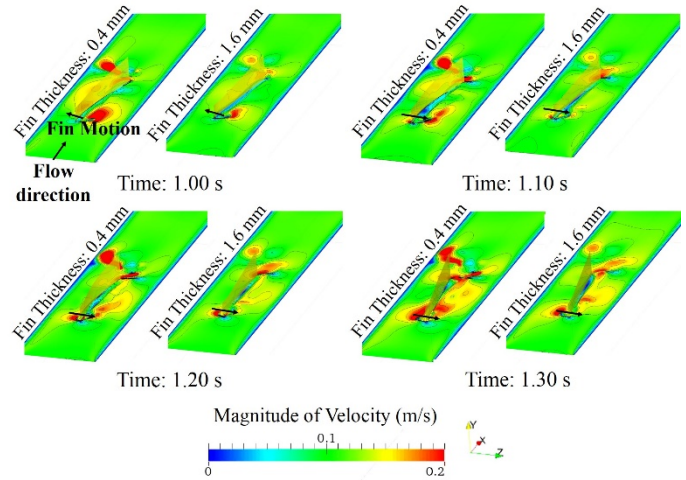 Fin Thickness: 0.4 mm
Fin Thickness: 1.6 mm
Fin Motion
Flow
direction
Time: 1.00 s
Fin Thickness: 0.4 mm
Fin Thickness: 1.6 mm
Time: 1.10 s
Fin Thickness: 0.4 mm
Fin Thickness: 1.6 mm
Time: 1.20 s
Fin Thickness: 0.4 mm
Fin Thickness: 1.6 mm
Time: 1.30 s
Magnitude of Velocity (m/s)
0.1
0
0.2
Y
X
Z